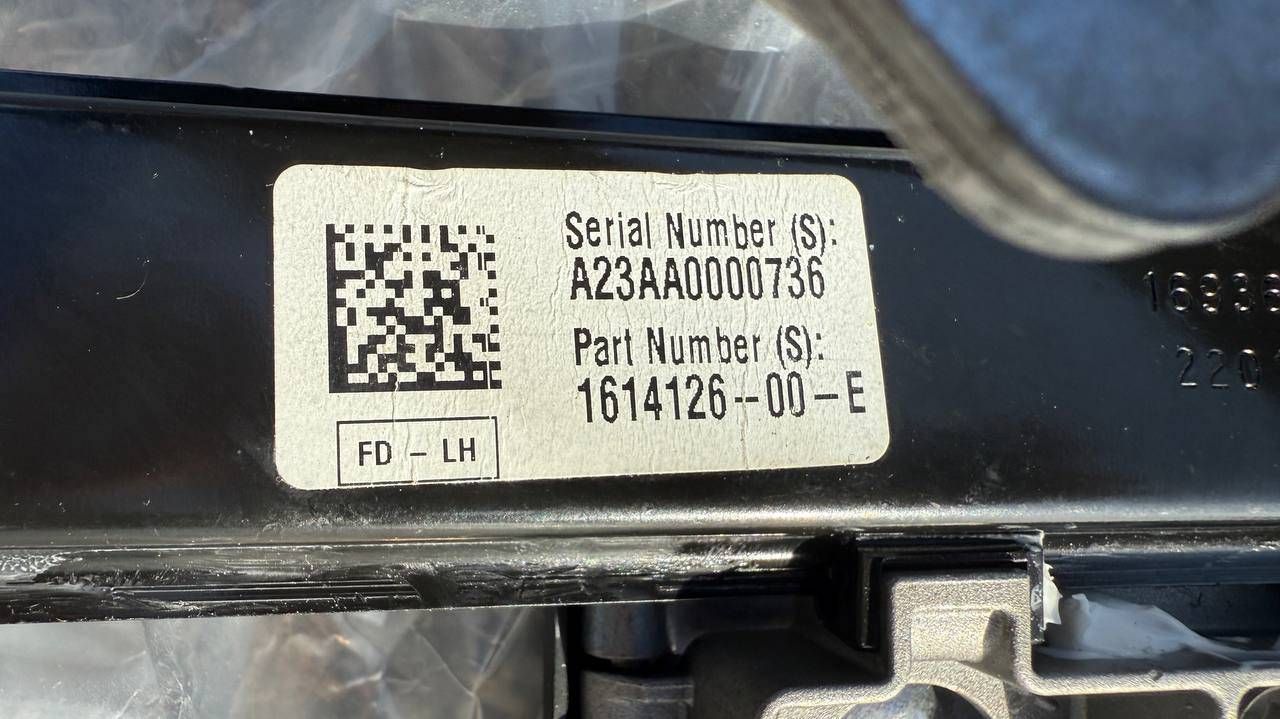 Serial Number (S):
A23AA0000736
Part Number (S):
1614126-00-E
FD - LH